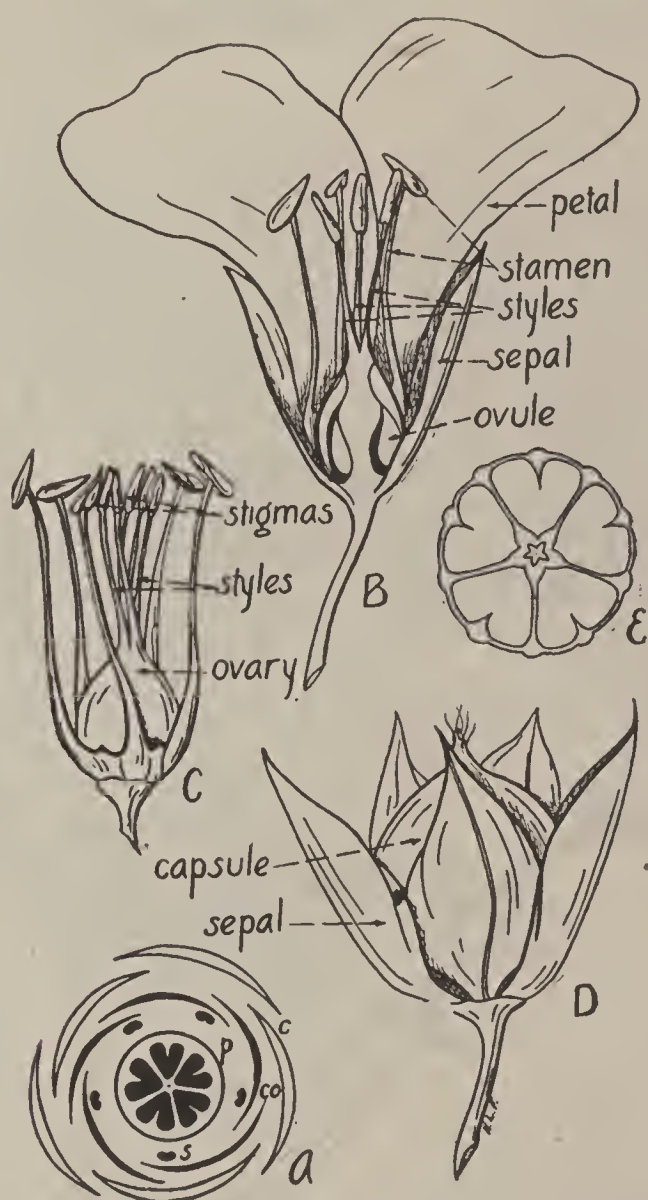 petal
stamen
styles
sepal
ovule
B
stigmas
styles
ovary
C
E
capsule
sepal
D
c
p
co
s
a